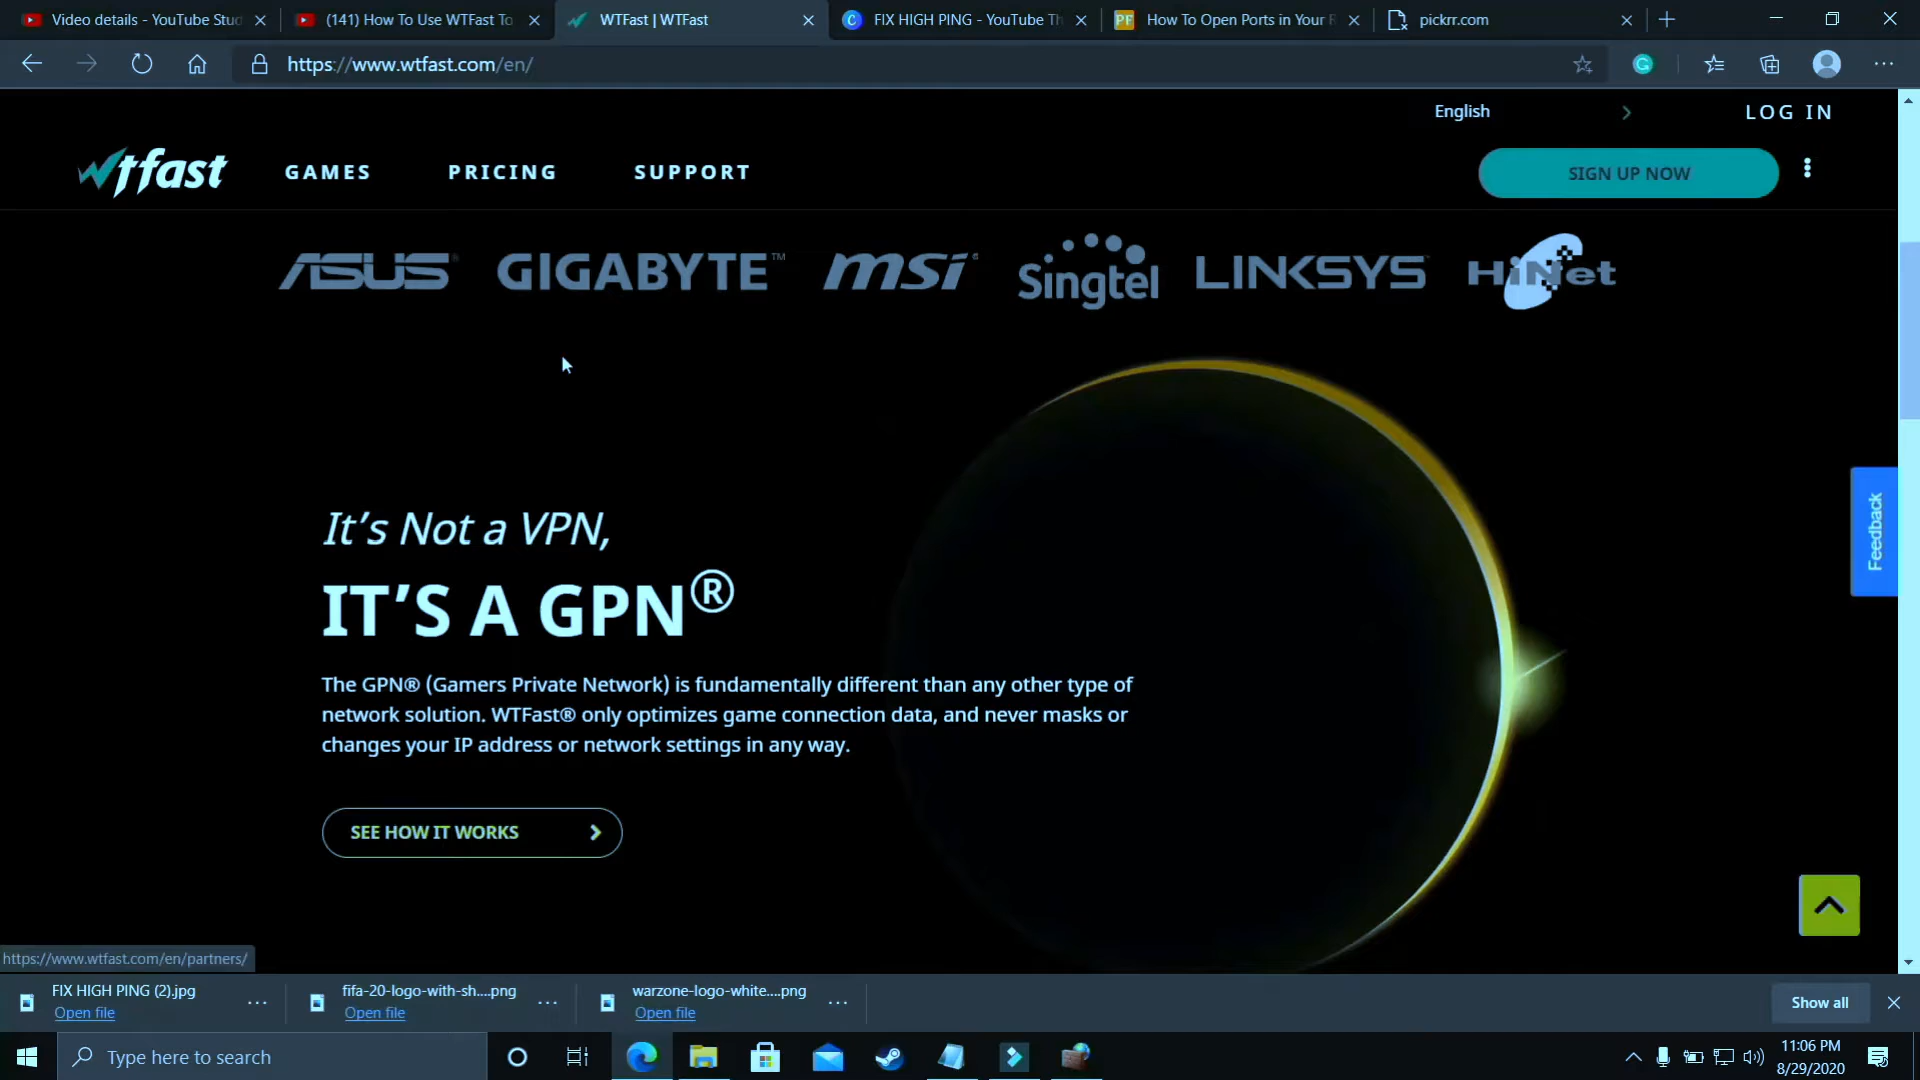 Video details - YouTube Stud
(141) How To Use WTFast To
WTFast | WTFast
FIX HIGH PING - YouTube Th
PF How To Open Ports in Your R
pickrr.com
https://www.wtfast.com/en/
English
LOG IN
wtfast
GAMES
PRICING
SUPPORT
SIGN UP NOW
ASUS
GIGABYTE™
msi
Singtel
LINKSYS
HiNet
It's Not a VPN,
IT'S A GPN®
The GPN® (Gamers Private Network) is fundamentally different than any other type of
network solution. WTFast® only optimizes game connection data, and never masks or
changes your IP address or network settings in any way.
SEE HOW IT WORKS
Feedback
https://www.wtfast.com/en/partners/
FIX HIGH PING (2).jpg
Open file
fifa-20-logo-with-sh....png
Open file
warzone-logo-white....png
Open file
Show all
Type here to search
11:06 PM
8/29/2020